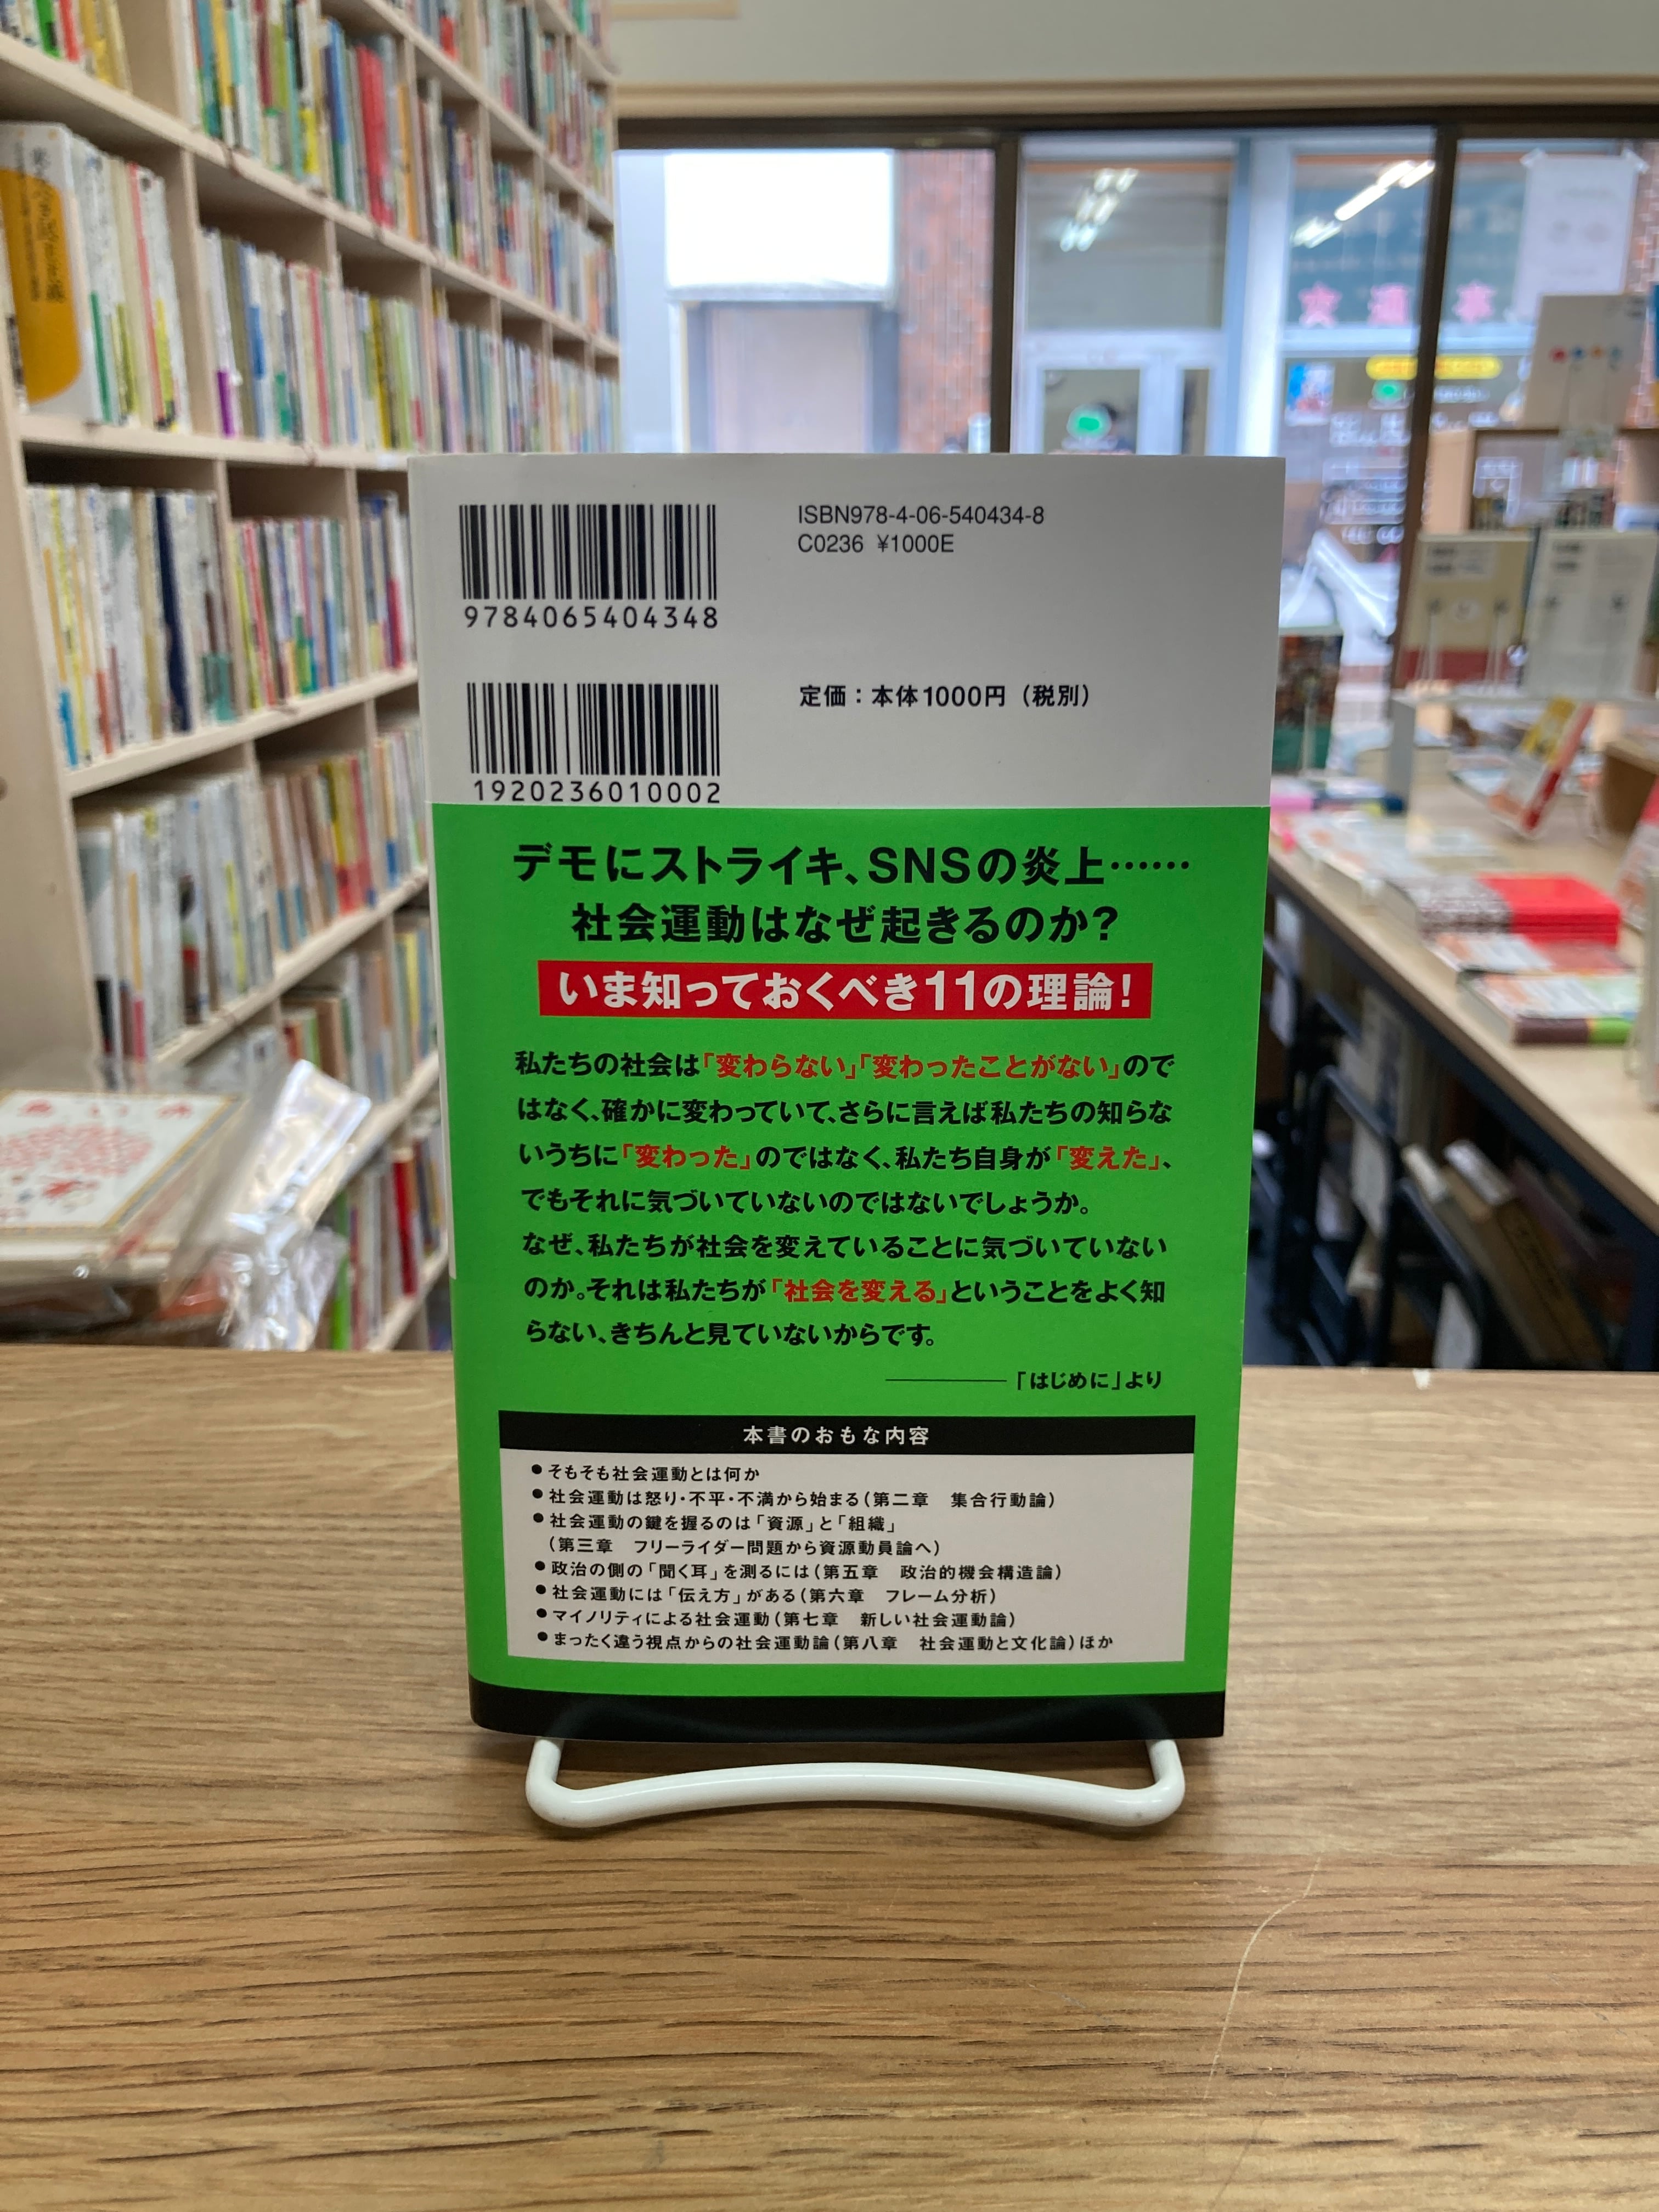 9784065404348
ISBN978-4-06-540434-8
C0236 ¥1000E
1920236010002
定価：本体1000円（税別）
デモにストライキ、SNSの炎上……
社会運動はなぜ起きるのか？
いま知っておくべき11の理論！
私たちの社会は「変わらない」「変わったことがない」ので
はなく、確かに変わっていて、さらに言えば私たちの知らな
いうちに「変わった」のではなく、私たち自身が「変えた」、
でもそれに気づいていないのではないでしょうか。
なぜ、私たちが社会を変えていることに気づいていない
のか。それは私たちが「社会を変える」ということをよく知
らない、きちんと見ていないからです。
――「はじめに」より
本書のおもな内容
●そもそも社会運動とは何か
●社会運動は怒り・不平・不満から始まる（第二章　集合行動論）
●社会運動の鍵を握るのは「資源」と「組織」
（第三章　フリーライダー問題から資源動員論へ）
●政治の側の「聞く耳」を測るには（第五章　政治的機会構造論）
●社会運動には「伝え方」がある（第六章　フレーム分析）
●マイノリティによる社会運動（第七章　新しい社会運動論）
●まったく違う視点からの社会運動論（第八章　社会運動と文化論）ほか